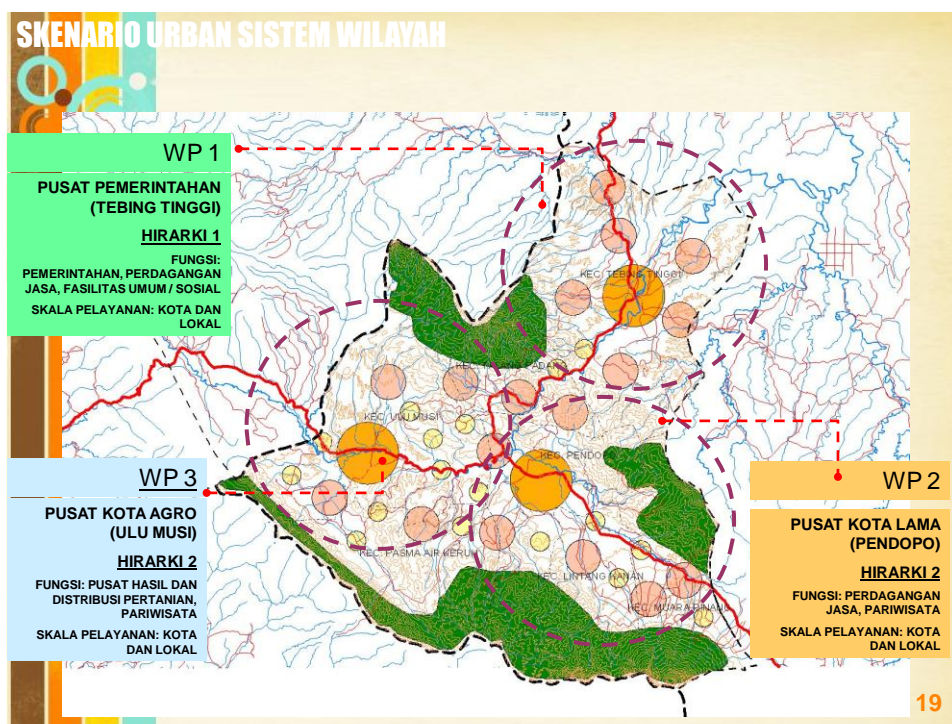 SKENARIO URBAN SISTEM WILAYAH
WP 1
PUSAT PEMERINTAHAN
(TEBING TINGGI)
HIRARKI 1
FUNGSI:
PEMERINTAHAN, PERDAGANGAN
JASA, FASILITAS UMUM / SOSIAL
SKALA PELAYANAN: KOTA DAN
LOKAL
KEC. TEBING TINGGI
KEC. ULU MUSI
KEC. PENDOPO
KEC. PASMA AIR KERUH
KEC. LINTANG KANAN
WP 3
PUSAT KOTA AGRO
(ULU MUSI)
HIRARKI 2
FUNGSI: PUSAT HASIL DAN
DISTRIBUSI PERTANIAN,
PARIWISATA
SKALA PELAYANAN: KOTA
DAN LOKAL
WP 2
PUSAT KOTA LAMA
(PENDOPO)
HIRARKI 2
FUNGSI: PERDAGANGAN
JASA, PARIWISATA
SKALA PELAYANAN: KOTA
DAN LOKAL
19